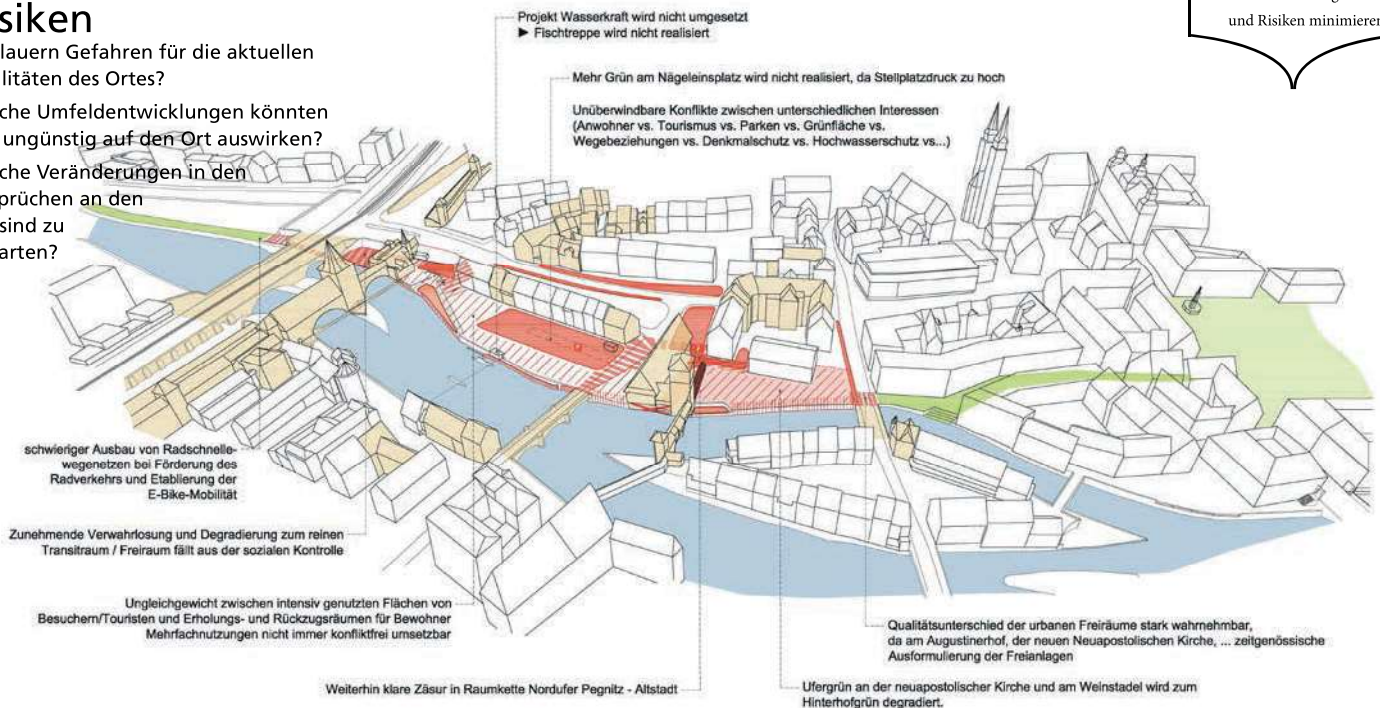 siken
lauern Gefahren für die aktuellen
litäten des Ortes?
che Umfeldentwicklungen könnten
ungünstig auf den Ort auswirken?
che Veränderungen in den
prüchen an den
sind zu
arten?
und Risiken minimieren
Projekt Wasserkraft wird nicht umgesetzt
► Fischtreppe wird nicht realisiert
Mehr Grün am Nägeleinsplatz wird nicht realisiert, da Stellplatzdruck zu hoch
Unüberwindbare Konflikte zwischen unterschiedlichen Interessen
(Anwohner vs. Tourismus vs. Parken vs. Grünfläche vs.
Wegebeziehungen vs. Denkmalschutz vs. Hochwasserschutz vs...)
schwieriger Ausbau von Radschnelle-
wegenetzen bei Förderung des
Radverkehrs und Etablierung der
E-Bike-Mobilität
Zunehmende Verwahrlosung und Degradierung zum reinen
Transitraum / Freiraum fällt aus der sozialen Kontrolle
Ungleichgewicht zwischen intensiv genutzten Flächen von
Besuchern/Touristen und Erholungs- und Rückzugsräumen für Bewohner
Mehrfachnutzungen nicht immer konfliktfrei umsetzbar
Weiterhin klare Zäsur in Raumkette Nordufer Pegnitz - Altstadt
Qualitätsunterschied der urbanen Freiräume stark wahrnehmbar,
da am Augustinerhof, der neuen Neuapostolischen Kirche, ... zeitgenössische
Ausformulierung der Freianlagen
Ufergrün an der neuapostolischer Kirche und am Weinstadel wird zum
Hinterhofgrün degradiert.